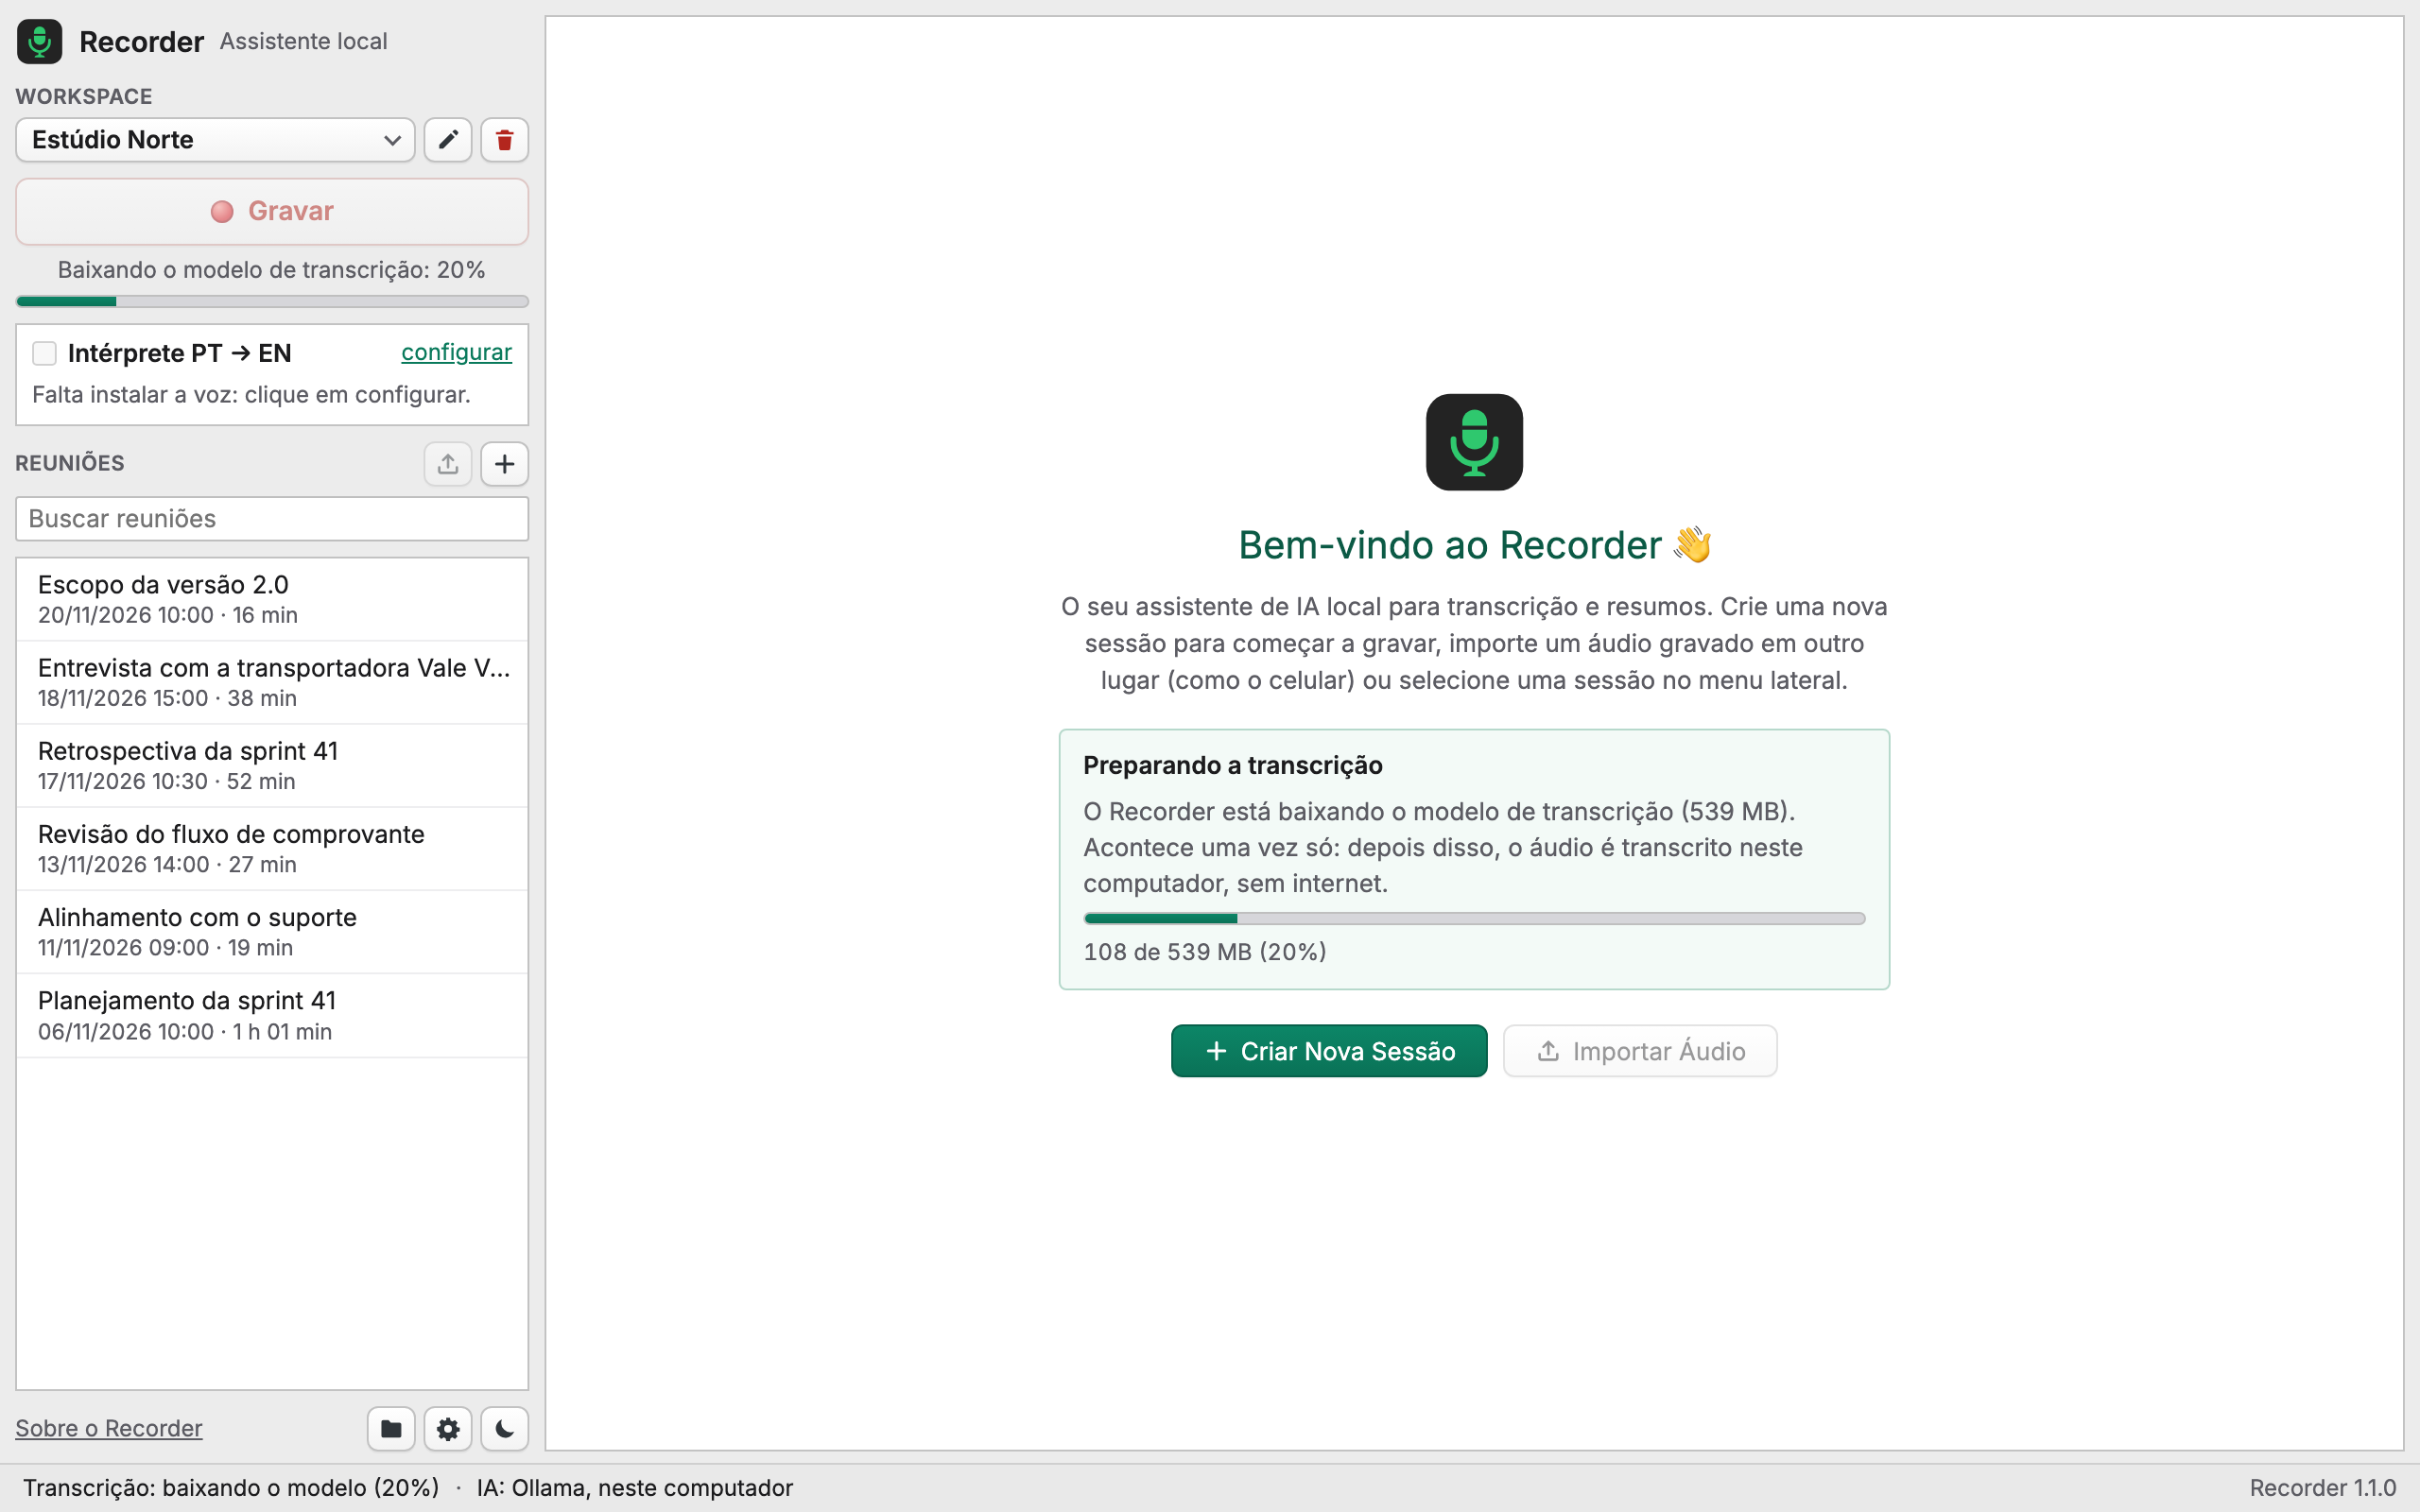 Recorder Assistente local
WORKSPACE
Estúdio Norte
Gravar
Baixando o modelo de transcrição: 20%
Intérprete PT → EN configurar
Falta instalar a voz: clique em configurar.
REUNIÕES
Buscar reuniões
Escopo da versão 2.0
20/11/2026 10:00 · 16 min
Entrevista com a transportadora Vale V...
18/11/2026 15:00 · 38 min
Retrospectiva da sprint 41
17/11/2026 10:30 · 52 min
Revisão do fluxo de comprovante
13/11/2026 14:00 · 27 min
Alinhamento com o suporte
11/11/2026 09:00 · 19 min
Planejamento da sprint 41
06/11/2026 10:00 · 1 h 01 min
Sobre o Recorder
Bem-vindo ao Recorder 👋
O seu assistente de IA local para transcrição e resumos. Crie uma nova
sessão para começar a gravar, importe um áudio gravado em outro
lugar (como o celular) ou selecione uma sessão no menu lateral.
Preparando a transcrição
O Recorder está baixando o modelo de transcrição (539 MB).
Acontece uma vez só: depois disso, o áudio é transcrito neste
computador, sem internet.
108 de 539 MB (20%)
Criar Nova Sessão
Importar Áudio
Transcrição: baixando o modelo (20%) · IA: Ollama, neste computador
Recorder 1.1.0